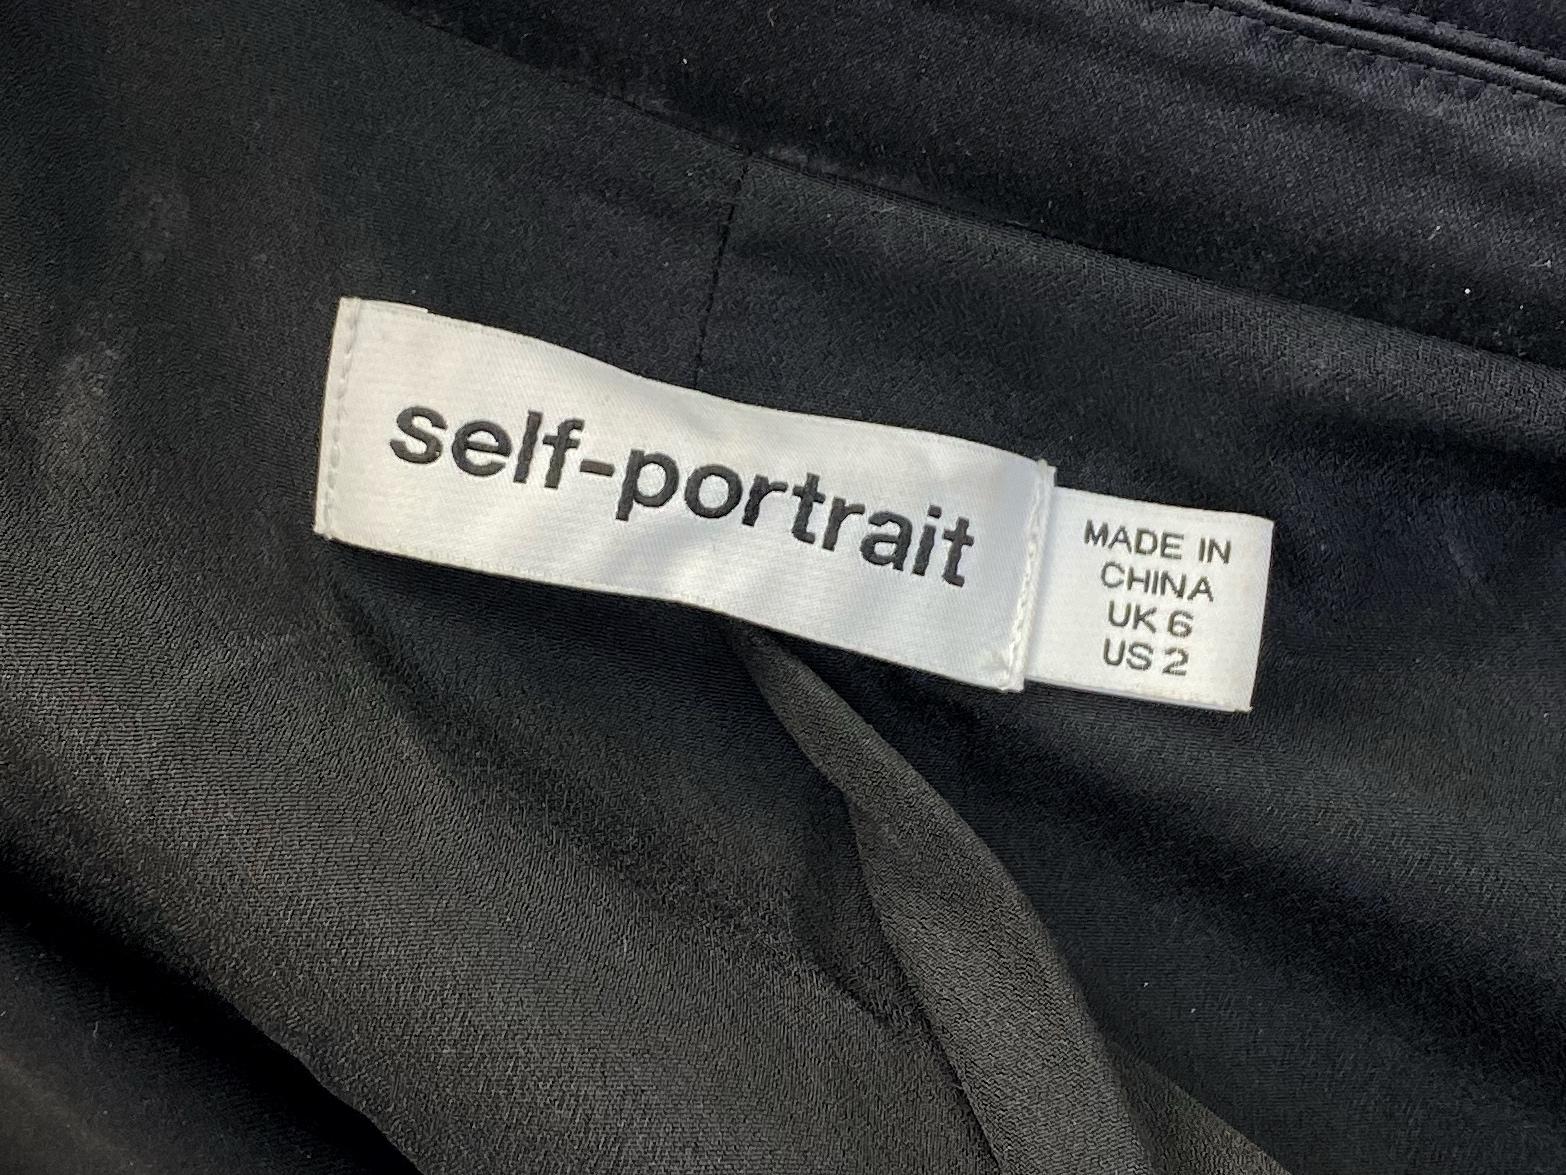 self-portrait
MADE IN
CHINA
UK 6
US 2